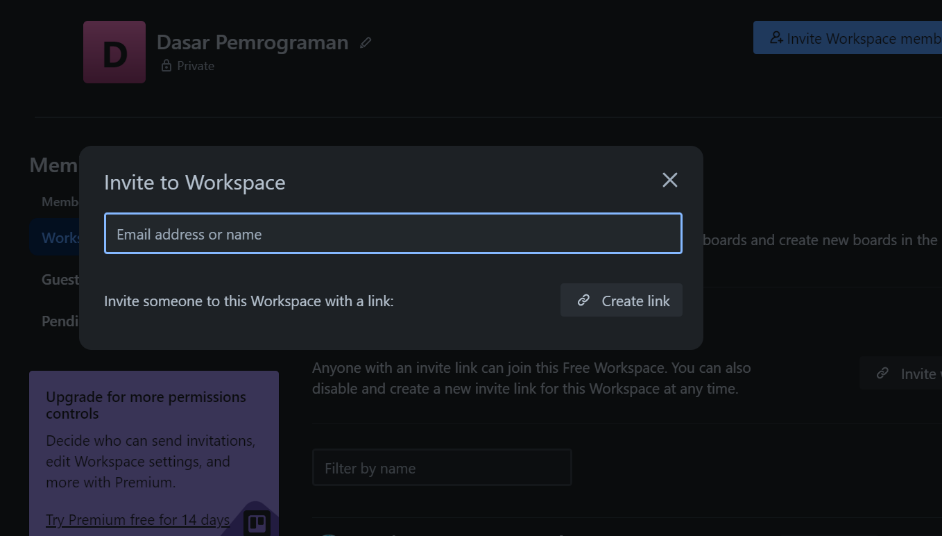 D
Dasar Pemrograman
Private
Invite Workspace memb
Mem
Memb
Works
Guest
Pendi
Invite to Workspace
Email address or name
Invite someone to this Workspace with a link:
Create link
boards and create new boards in the
Anyone with an invite link can join this Free Workspace. You can also
disable and create a new invite link for this Workspace at any time.
Invite
Filter by name
Upgrade for more permissions
controls
Decide who can send invitations,
edit Workspace settings, and
more with Premium.
Try Premium free for 14 days